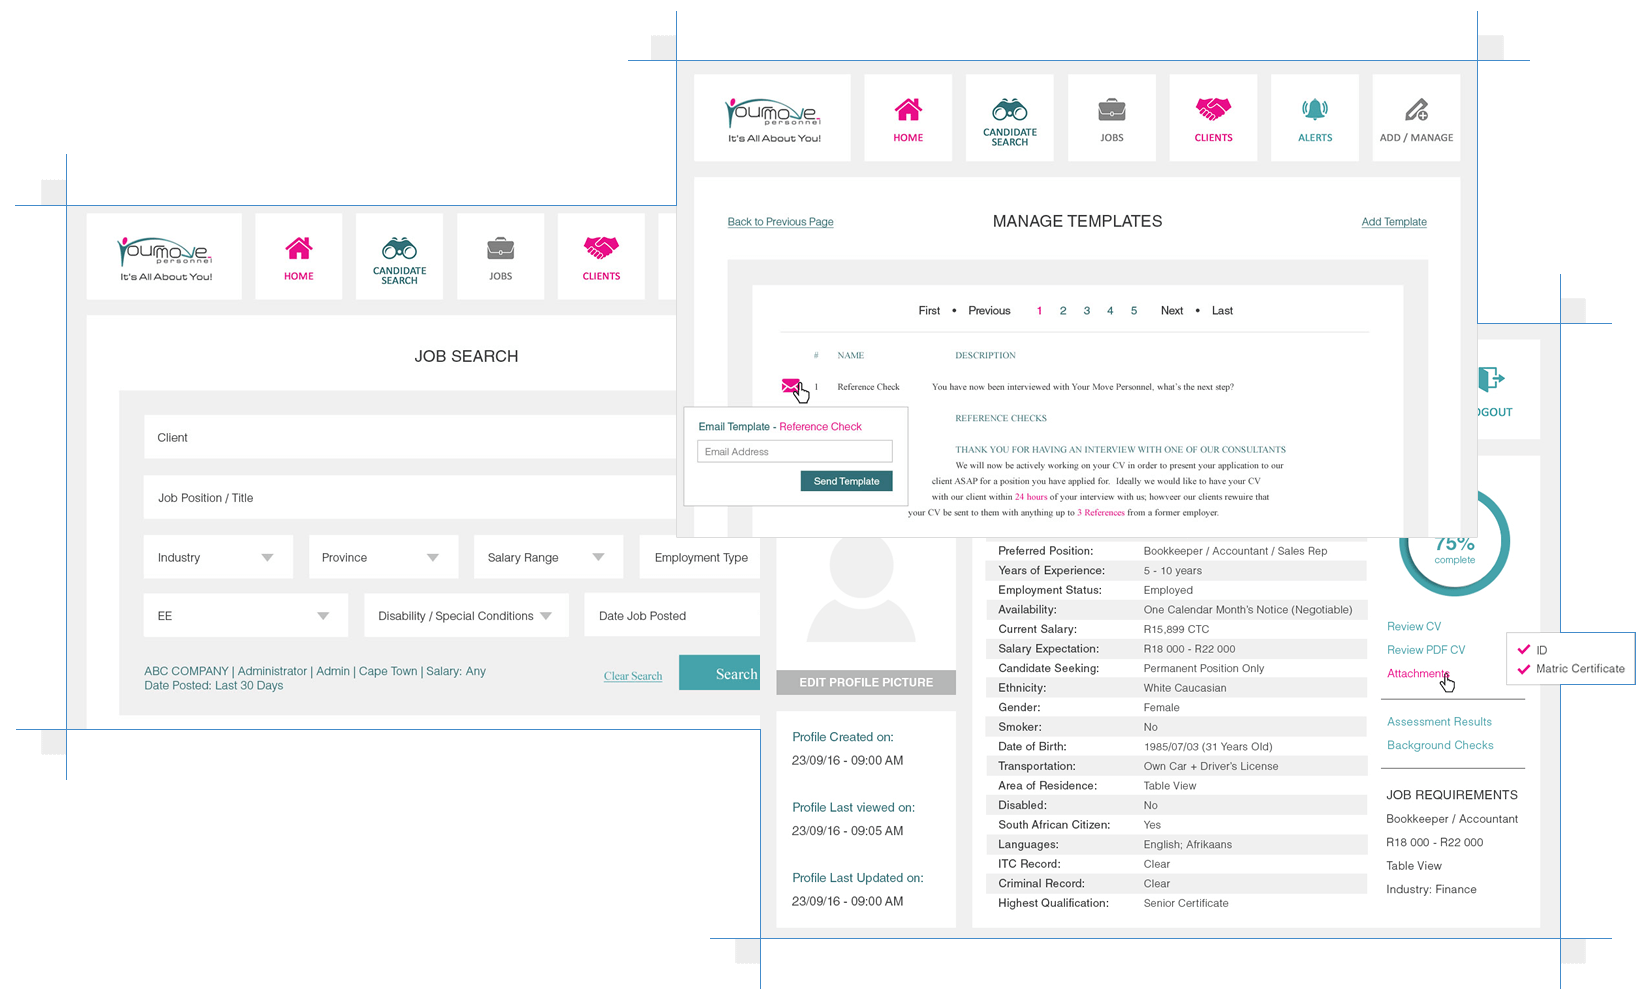 Yourmove
personnel
It's All About You!
HOME
CANDIDATE
SEARCH
JOBS
CLIENTS
ALERTS
ADD / MANAGE
Back to Previous Page
MANAGE TEMPLATES
Add Template
First • Previous 1 2 3 4 5 Next • Last
# NAME DESCRIPTION
1 Reference Check You have now been interviewed with Your Move Personnel, what's the next step?
REFERENCE CHECKS
THANK YOU FOR HAVING AN INTERVIEW WITH ONE OF OUR CONSULTANTS
We will now be actively working on your CV in order to present your application to our
client ASAP for a position you have applied for. Ideally we would like to have your CV
with our client within 24 hours of your interview with us; howveer our clients rewuire that
your CV be sent to them with anything up to 3 References from a former employer.
Email Template - Reference Check
Email Address
Send Template
Yourmove
personnel
It's All About You!
HOME
CANDIDATE
SEARCH
JOBS
CLIENTS
JOB SEARCH
Client
Job Position / Title
Industry
Province
Salary Range
Employment Type
EE
Disability / Special Conditions
Date Job Posted
ABC COMPANY | Administrator | Admin | Cape Town | Salary: Any
Date Posted: Last 30 Days
Clear Search
Search
OGOUT
EDIT PROFILE PICTURE
Profile Created on:
23/09/16 - 09:00 AM
Profile Last viewed on:
23/09/16 - 09:05 AM
Profile Last Updated on:
23/09/16 - 09:00 AM
Preferred Position: Bookkeeper / Accountant / Sales Rep
Years of Experience: 5 - 10 years
Employment Status: Employed
Availability: One Calendar Month's Notice (Negotiable)
Current Salary: R15,899 CTC
Salary Expectation: R18 000 - R22 000
Candidate Seeking: Permanent Position Only
Ethnicity: White Caucasian
Gender: Female
Smoker: No
Date of Birth: 1985/07/03 (31 Years Old)
Transportation: Own Car + Driver's License
Area of Residence: Table View
Disabled: No
South African Citizen: Yes
Languages: English; Afrikaans
ITC Record: Clear
Criminal Record: Clear
Highest Qualification: Senior Certificate
75%
complete
Review CV
Review PDF CV
Attachments
ID
Matric Certificate
Assessment Results
Background Checks
JOB REQUIREMENTS
Bookkeeper / Accountant
R18 000 - R22 000
Table View
Industry: Finance